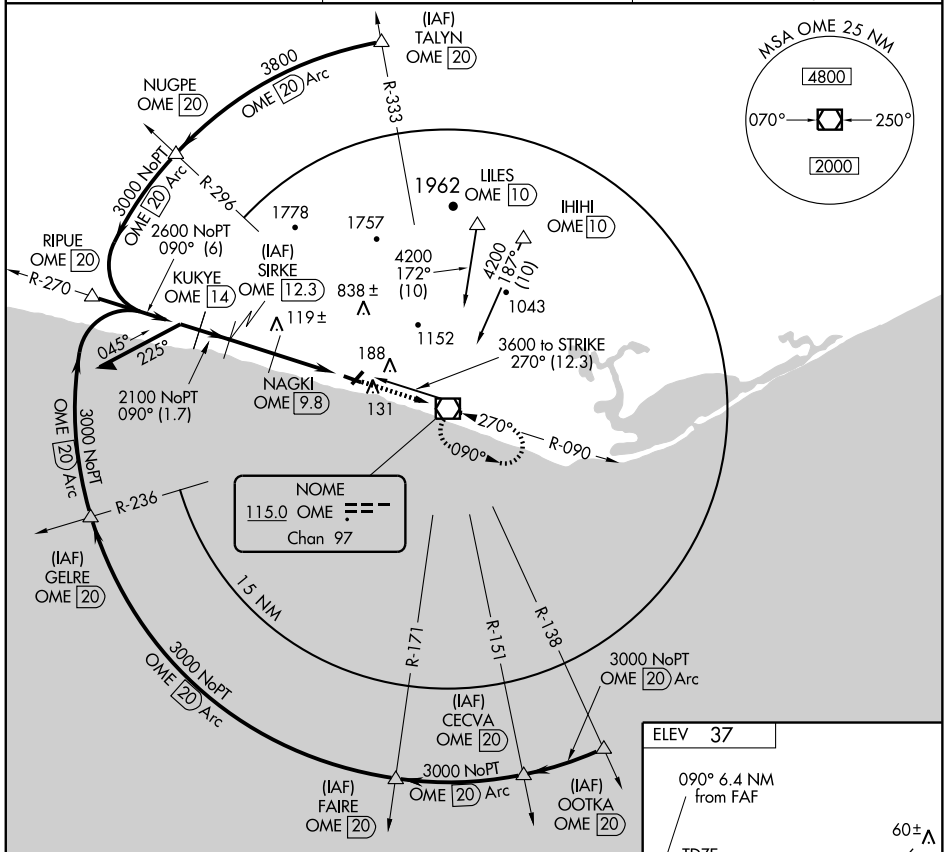 (IAF)
TALYN
OME 20
3800
OME 20 Arc
NUGPE
OME 20
R-333
MSA OME 25 NM
4800
070°
250°
2000
3000 NoPT
OME 20 Arc
R-296
1962
LILES
OME 10
IHIHI
OME 10
1778
1757
RIPUE
OME 20
R-270
2600 NoPT
090° (6)
KUKYE
OME 14
(IAF)
SIRKE
OME 12.3
4200
172°
(10)
4200
187°
(10)
838±
119±
1043
1152
045°
225°
188
3600 to STRIKE
270° (12.3)
2100 NoPT
090° (1.7)
NAGKI
OME 9.8
131
270°
R-090
090°
3000 NoPT
OME 20 Arc
NOME
115.0 OME
Chan 97
R-236
(IAF)
GELRE
OME 20
15 NM
R-171
R-151
R-138
3000 NoPT
OME 20 Arc
3000 NoPT
OME 20 Arc
(IAF)
CECVA
OME 20
3000 NoPT
OME 20 Arc
(IAF)
FAIRE
OME 20
(IAF)
OOTKA
OME 20
ELEV 37
090° 6.4 NM
from FAF
60±